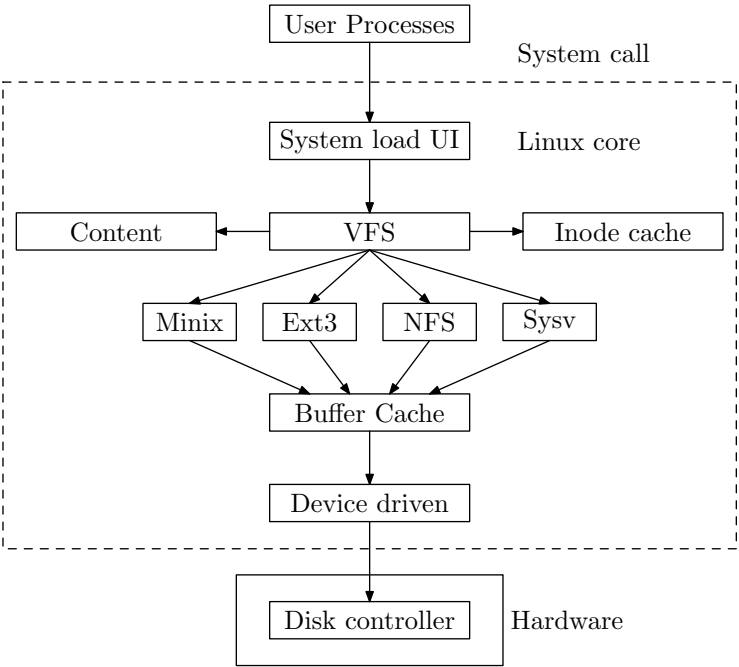 User Processes
System call
System load UI
Linux core
Content
VFS
Inode cache
Minix
Ext3
NFS
Sysv
Buffer Cache
Device driven
Disk controller
Hardware